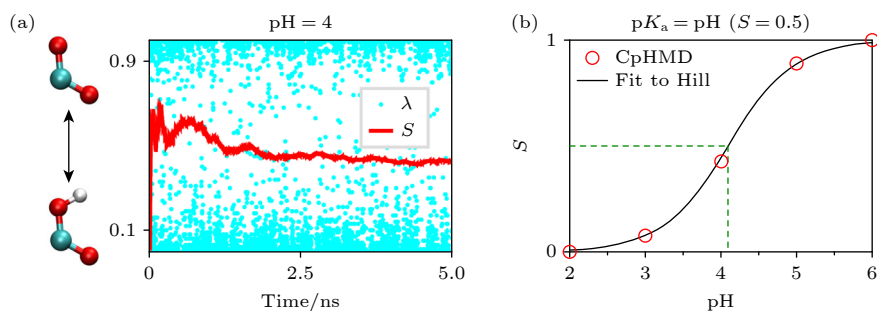 (a)
pH = 4
0.9
0.1
λ
S
0
2.5
5.0
Time/ns
(b)
pKa = pH (S = 0.5)
1
S
0
CpHMD
Fit to Hill
2
3
4
5
6
pH